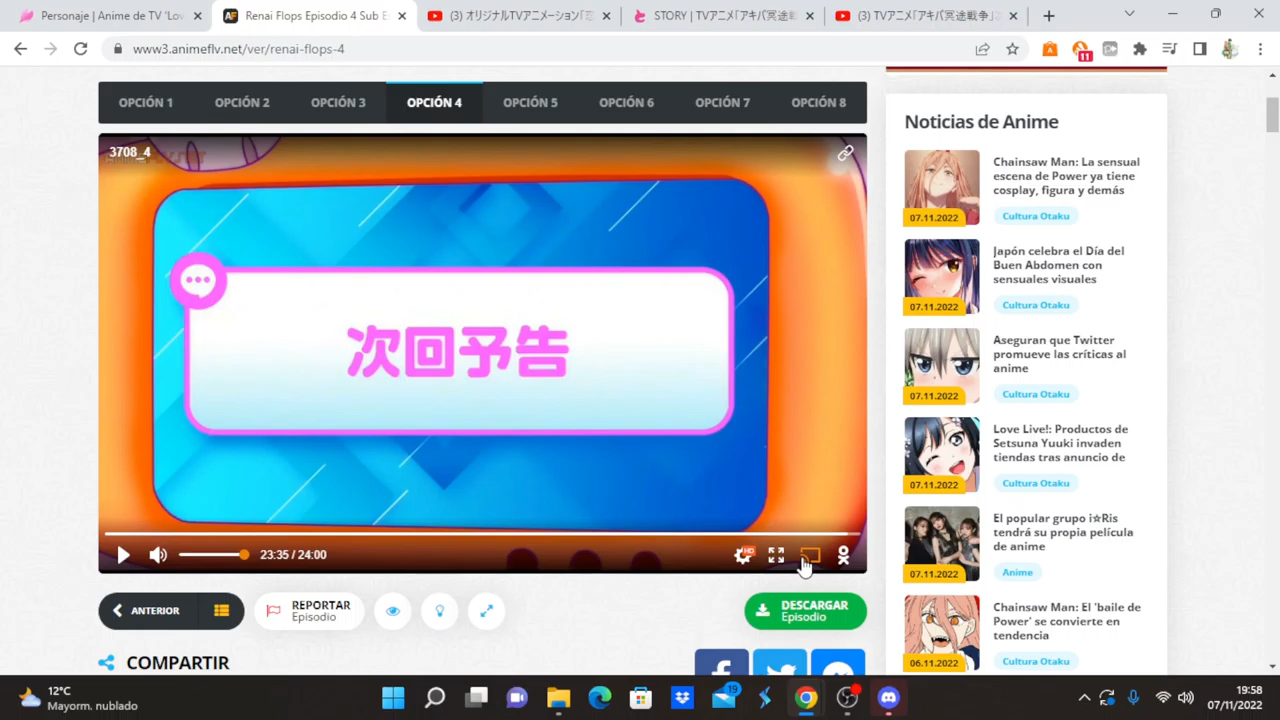 Personaje | Anime de TV 'Lov
Renai Flops Episodio 4 Sub E
(3) オリジナルTVアニメーション「恋
STORY | TVアニメ「アキバ冥途戦
(3) TVアニメ「アキバ冥途戦争」2
www3.animeflv.net/ver/renai-flops-4
11
OPCIÓN 1
OPCIÓN 2
OPCIÓN 3
OPCIÓN 4
OPCIÓN 5
OPCIÓN 6
OPCIÓN 7
OPCIÓN 8
3708_4
次回予告
23:35 / 24:00
HD
ANTERIOR
REPORTAR
Episodio
DESCARGAR
Episodio
COMPARTIR
Noticias de Anime
Chainsaw Man: La sensual
escena de Power ya tiene
cosplay, figura y demás
07.11.2022
Cultura Otaku
Japón celebra el Día del
Buen Abdomen con
sensuales visuales
07.11.2022
Cultura Otaku
Aseguran que Twitter
promueve las críticas al
anime
07.11.2022
Cultura Otaku
Love Live!: Productos de
Setsuna Yuuki invaden
tiendas tras anuncio de
07.11.2022
Cultura Otaku
El popular grupo i☆Ris
tendrá su propia película
de anime
07.11.2022
Anime
Chainsaw Man: El 'baile de
Power' se convierte en
tendencia
06.11.2022
Cultura Otaku
12°C
Mayorm. nublado
19
19:58
07/11/2022